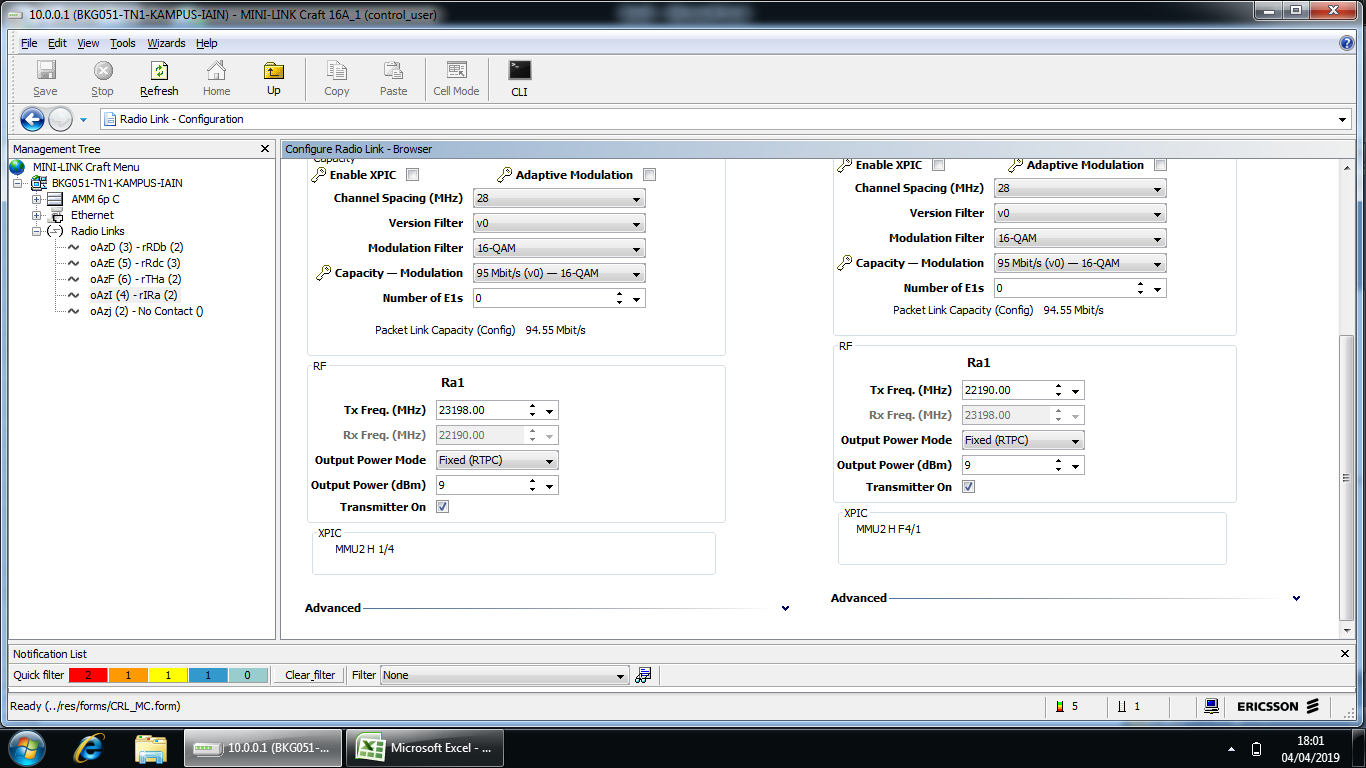 10.0.0.1 (BKG051-TN1-KAMPUS-IAIN) - MINI-LINK Craft 16A_1 (control_user)
File Edit View Tools Wizards Help
Save Stop Refresh Home Up Copy Paste Cell Mode CLI
Radio Link - Configuration
Management Tree
MINI-LINK Craft Menu
BKG051-TN1-KAMPUS-IAIN
AMM 6p C
Ethernet
Radio Links
oAzD (3) - rRDb (2)
oAzE (5) - rRdc (3)
oAzF (6) - rTHa (2)
oAzI (4) - rIRa (2)
oAzj (2) - No Contact ()
Configure Radio Link - Browser
Capacity
Enable XPIC Adaptive Modulation
Channel Spacing (MHz) 28
Version Filter v0
Modulation Filter 16-QAM
Capacity — Modulation 95 Mbit/s (v0) — 16-QAM
Number of E1s 0
Packet Link Capacity (Config) 94.55 Mbit/s
RF
Ra1
Tx Freq. (MHz) 23198.00
Rx Freq. (MHz) 22190.00
Output Power Mode Fixed (RTPC)
Output Power (dBm) 9
Transmitter On
XPIC
MMU2 H 1/4
Advanced
Enable XPIC Adaptive Modulation
Channel Spacing (MHz) 28
Version Filter v0
Modulation Filter 16-QAM
Capacity — Modulation 95 Mbit/s (v0) — 16-QAM
Number of E1s 0
Packet Link Capacity (Config) 94.55 Mbit/s
RF
Ra1
Tx Freq. (MHz) 22190.00
Rx Freq. (MHz) 23198.00
Output Power Mode Fixed (RTPC)
Output Power (dBm) 9
Transmitter On
XPIC
MMU2 H F4/1
Advanced
Notification List
Quick filter 2 1 1 1 0 Clear_filter Filter None
Ready (../res/forms/CRL_MC.form) 5 1 ERICSSON
10.0.0.1 (BKG051-... Microsoft Excel - ... 18:01
04/04/2019